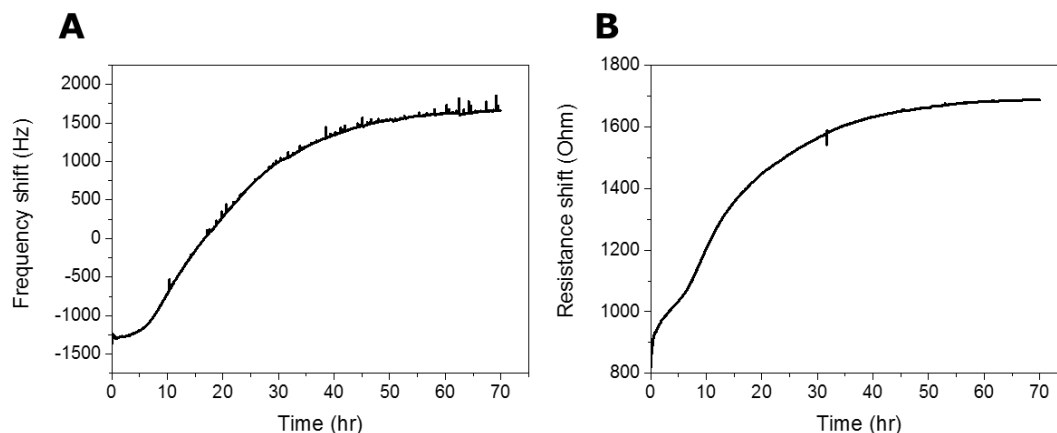 A
Frequency shift (Hz)
2000
1500
1000
500
0
-500
-1000
-1500
0 10 20 30 40 50 60 70
Time (hr)
B
Resistance shift (Ohm)
1800
1600
1400
1200
1000
800
0 10 20 30 40 50 60 70
Time (hr)